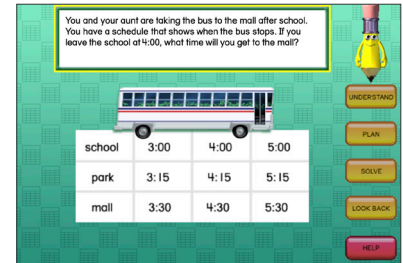 You and your aunt are taking the bus to the mall after school.
You have a schedule that shows when the bus stops. If you
leave the school at 4:00, what time will you get to the mall?
UNDERSTAND
PLAN
SOLVE
LOOK BACK
HELP
school 3:00 4:00 5:00
park 3:15 4:15 5:15
mall 3:30 4:30 5:30